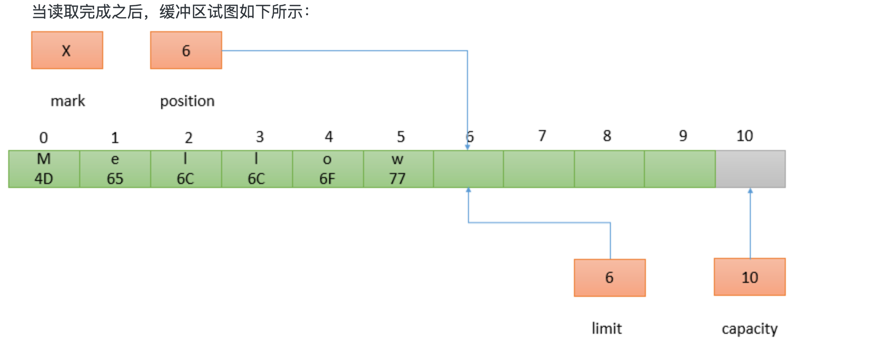 当读取完成之后，缓冲区试图如下所示：
X 6
mark position
0 1 2 3 4 5 6 7 8 9 10
M e l l o w
4D 65 6C 6C 6F 77
6 10
limit capacity